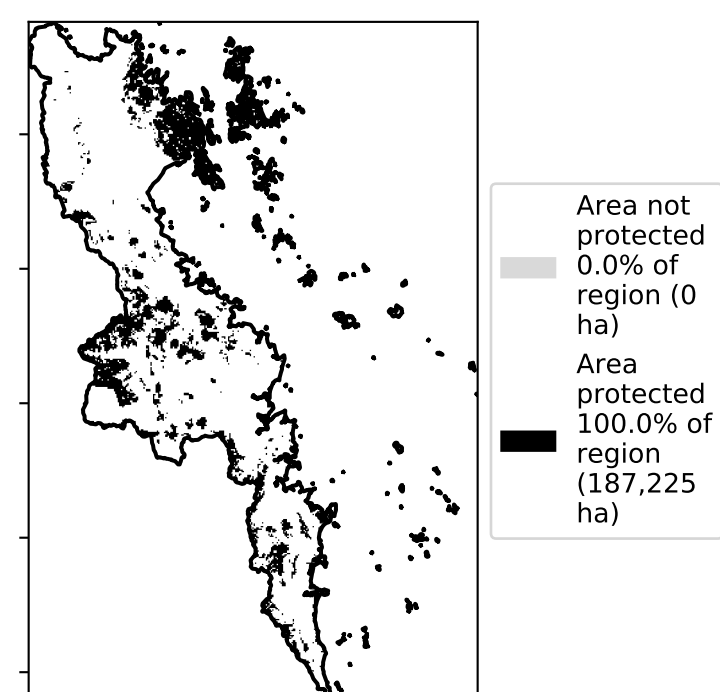 Area not
protected
0.0% of
region (0
ha)
Area
protected
100.0% of
region
(187,225
ha)